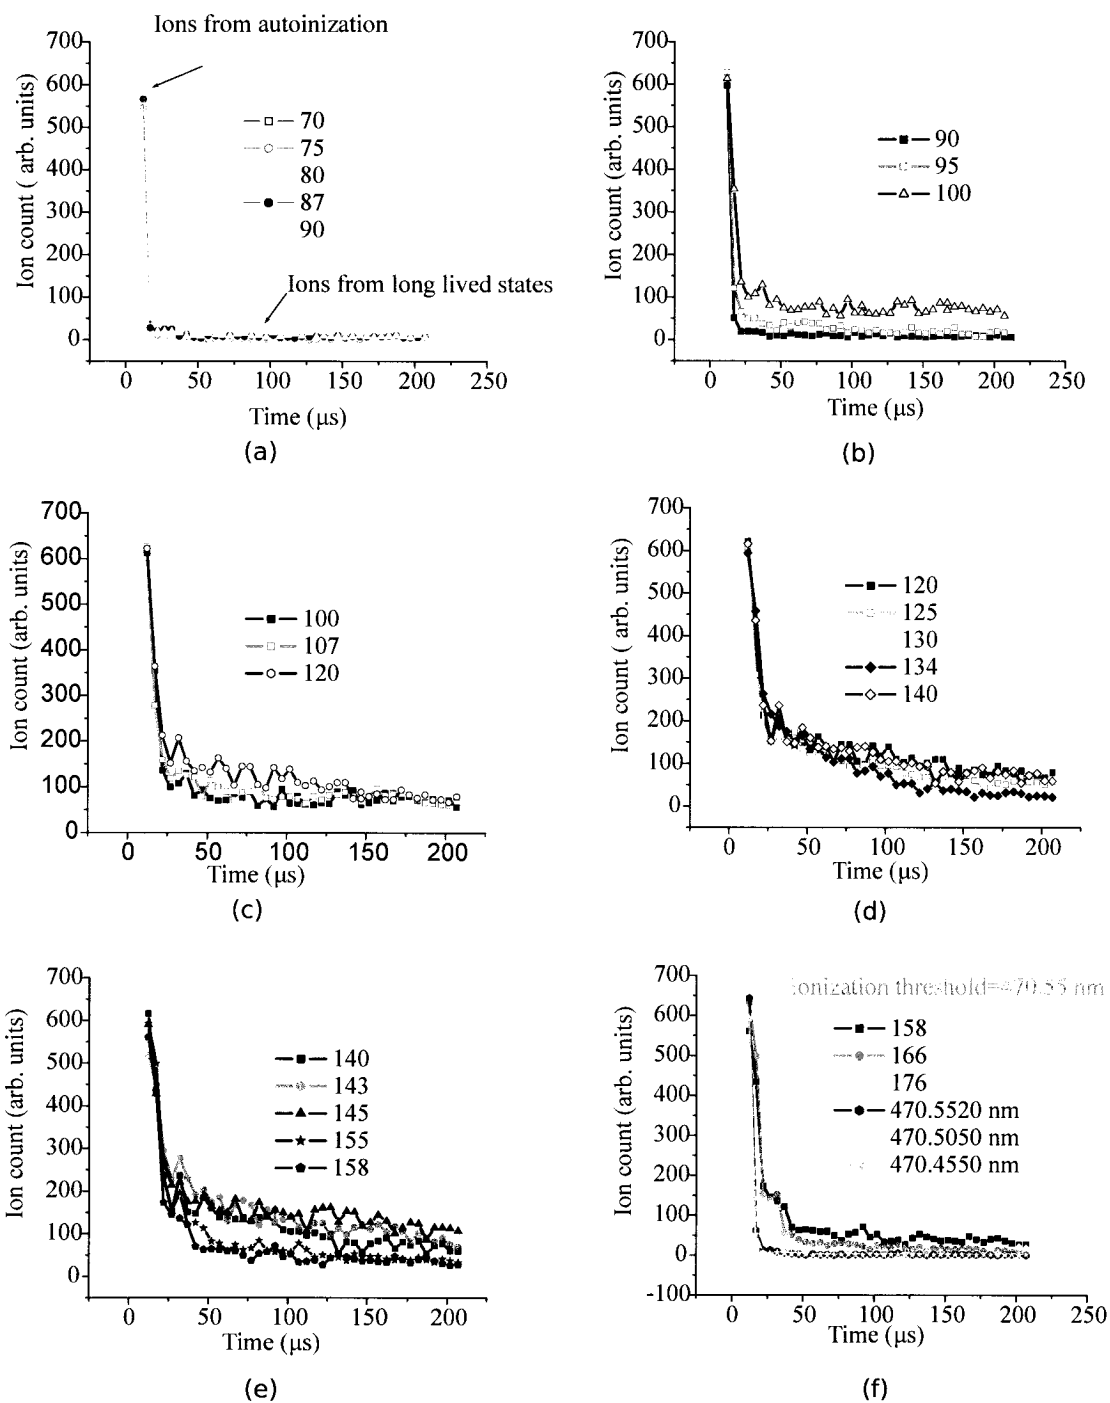 Ions from autoinization
700
600
500
400
300
200
100
0
Ion count ( arb. units)
70
75
80
87
90
Ions from long lived states
0 50 100 150 200 250
Time (μs)
(a)
700
600
500
400
300
200
100
0
Ion count (arb. units)
90
95
100
0 50 100 150 200 250
Time (μs)
(b)
700
600
500
400
300
200
100
0
Ion count (arb. units)
100
107
120
0 50 100 150 200
Time (μs)
(c)
700
600
500
400
300
200
100
0
Ion count ( arb. units)
120
125
130
134
140
0 50 100 150 200
Time (μs)
(d)
700
600
500
400
300
200
100
0
Ion count (arb. units)
140
143
145
155
158
0 50 100 150 200
Time (μs)
(e)
700
600
500
400
300
200
100
0
-100
Ion count (arb. units)
ionization threshold=470.55 nm
158
166
176
470.5520 nm
470.5050 nm
470.4550 nm
0 50 100 150 200 250
Time (μs)
(f)